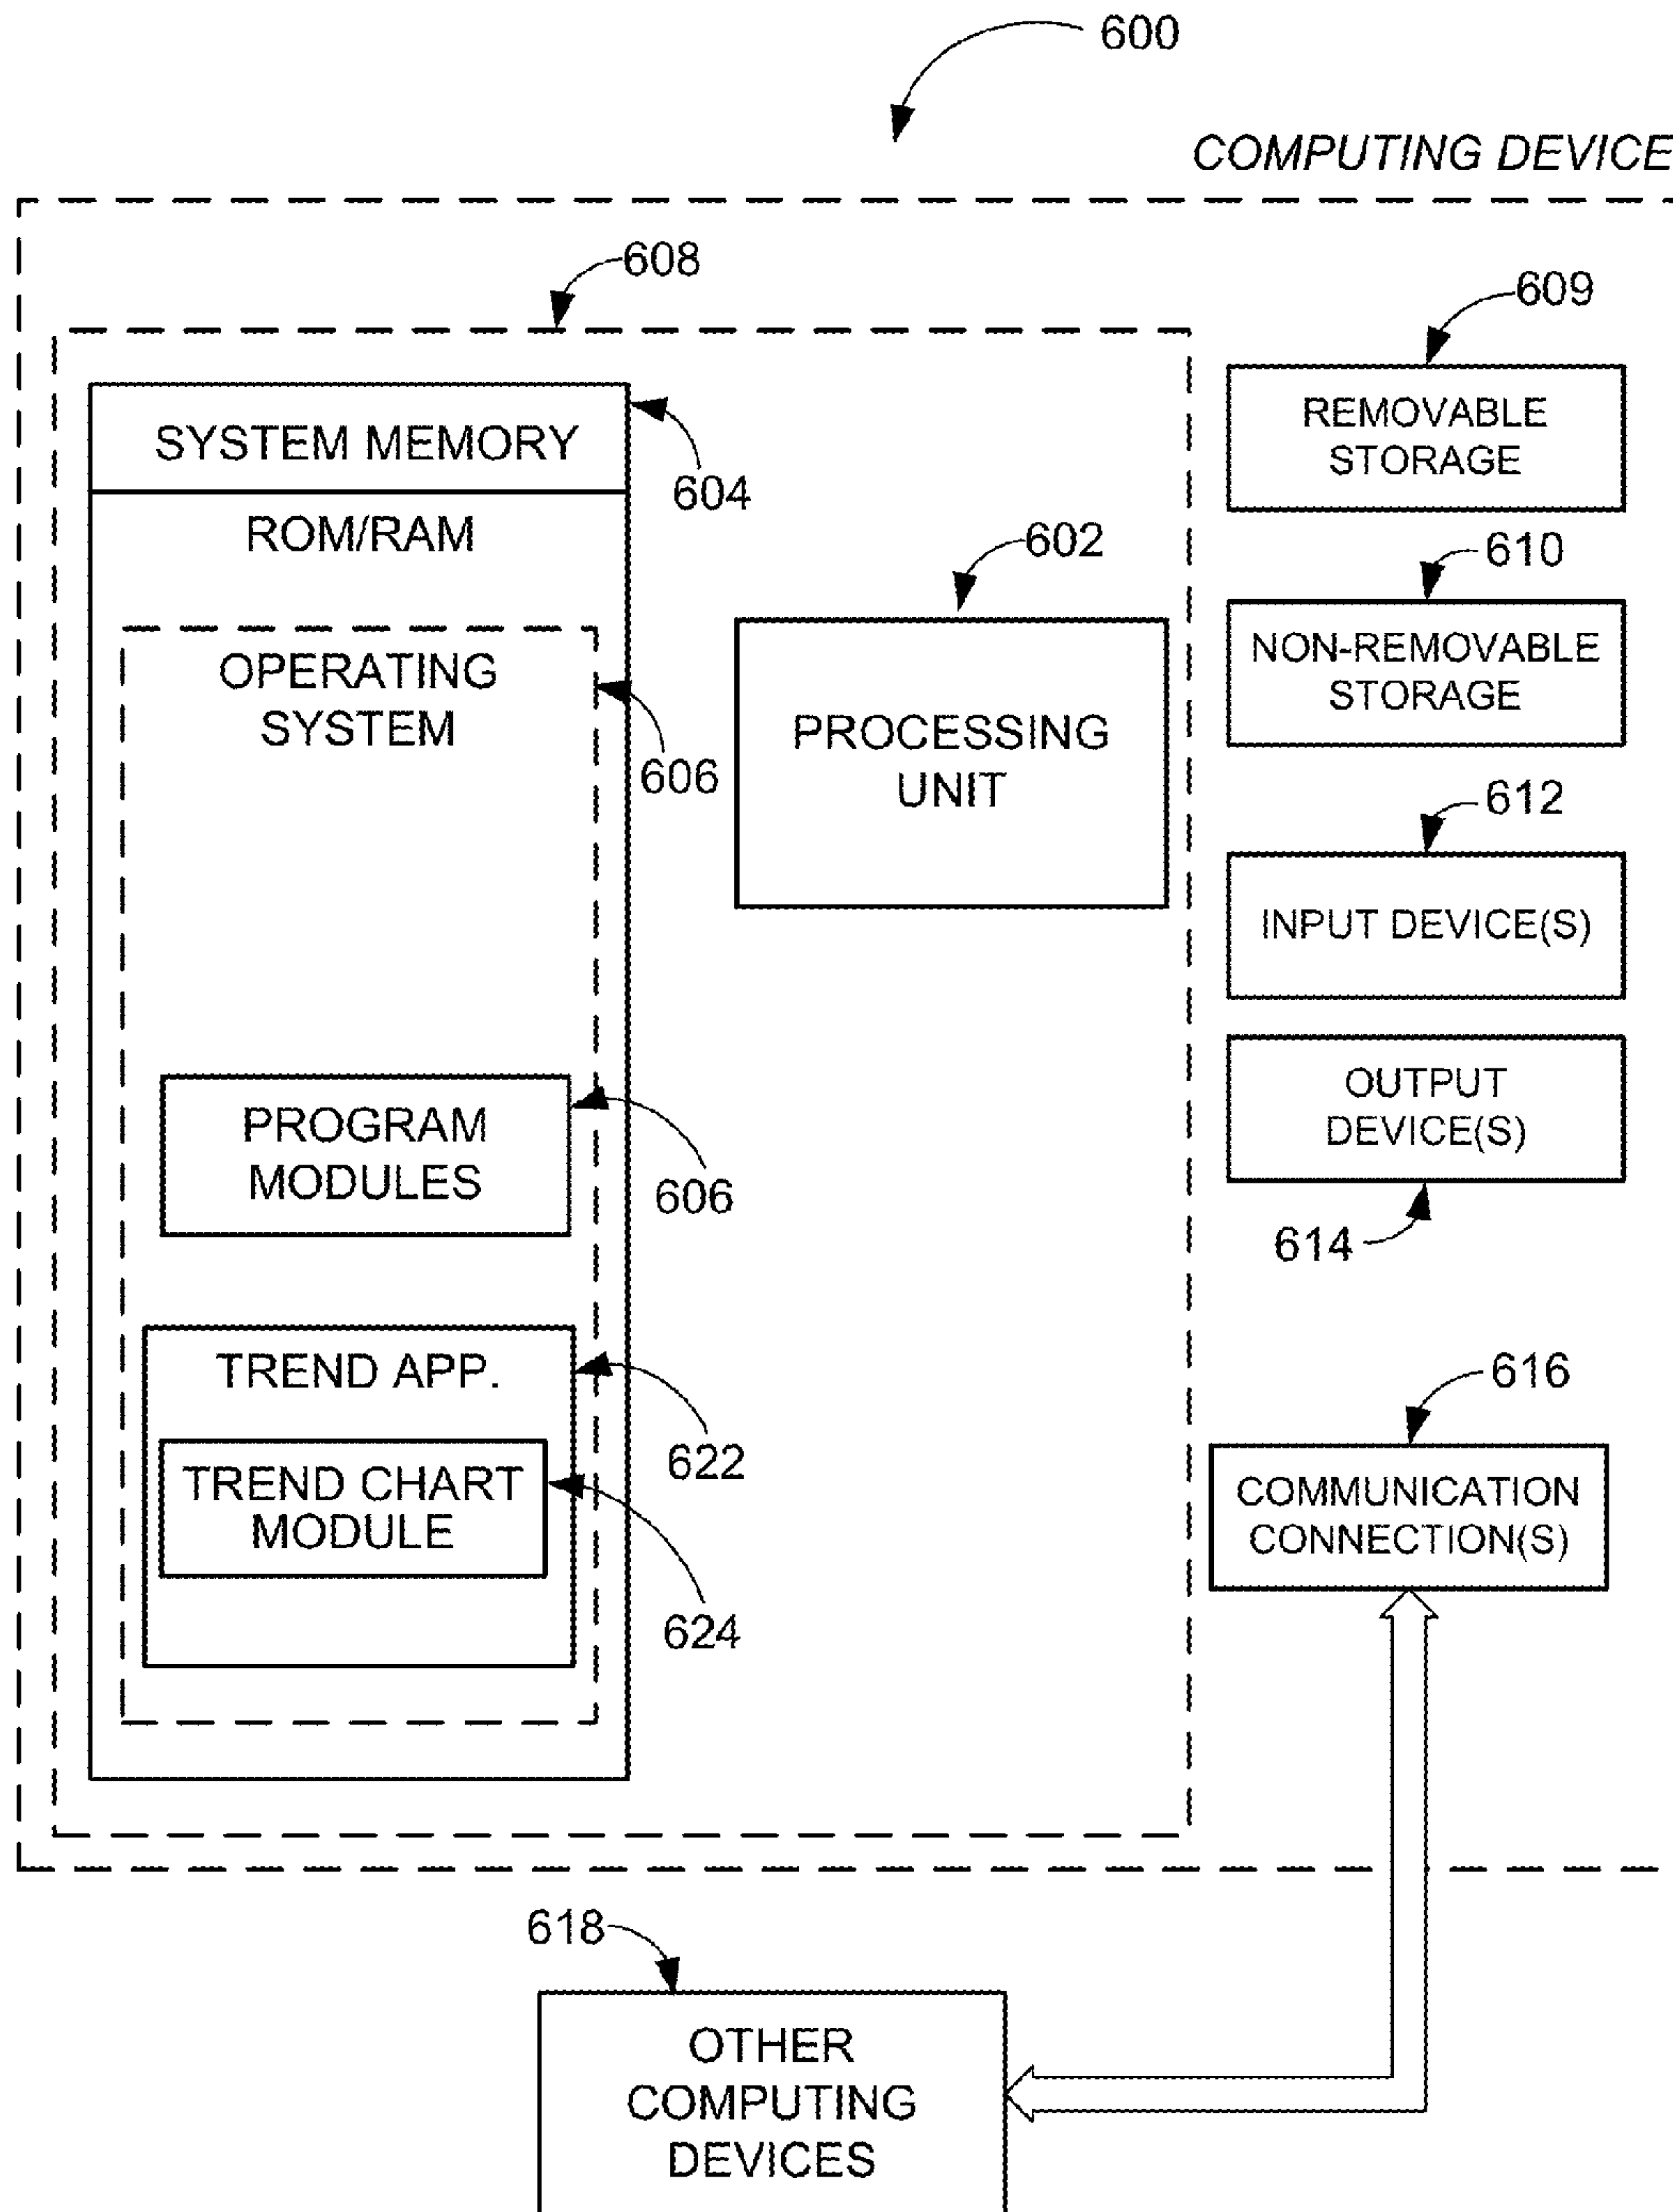 600
COMPUTING DEVICE
608
609
SYSTEM MEMORY
604
REMOVABLE
STORAGE
ROM/RAM
602
610
OPERATING
SYSTEM
606
PROCESSING
UNIT
NON-REMOVABLE
STORAGE
612
INPUT DEVICE(S)
OUTPUT
DEVICE(S)
614
PROGRAM
MODULES
606
TREND APP.
622
TREND CHART
MODULE
624
616
COMMUNICATION
CONNECTION(S)
618
OTHER
COMPUTING
DEVICES